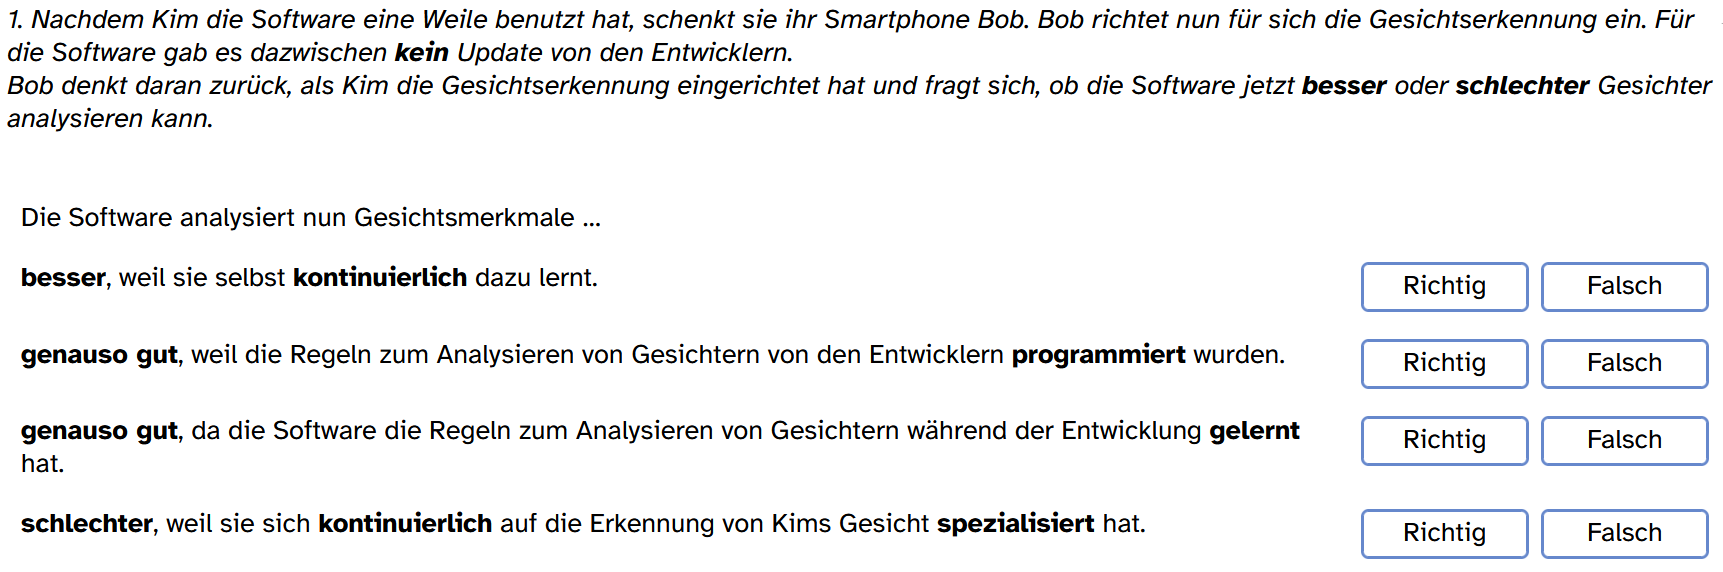 1. Nachdem Kim die Software eine Weile benutzt hat, schenkt sie ihr Smartphone Bob. Bob richtet nun für sich die Gesichtserkennung ein. Für
die Software gab es dazwischen kein Update von den Entwicklern.
Bob denkt daran zurück, als Kim die Gesichtserkennung eingerichtet hat und fragt sich, ob die Software jetzt besser oder schlechter Gesichter
analysieren kann.
Die Software analysiert nun Gesichtsmerkmale ...
besser, weil sie selbst kontinuierlich dazu lernt.
Richtig Falsch
genauso gut, weil die Regeln zum Analysieren von Gesichtern von den Entwicklern programmiert wurden.
Richtig Falsch
genauso gut, da die Software die Regeln zum Analysieren von Gesichtern während der Entwicklung gelernt
hat.
Richtig Falsch
schlechter, weil sie sich kontinuierlich auf die Erkennung von Kims Gesicht spezialisiert hat.
Richtig Falsch